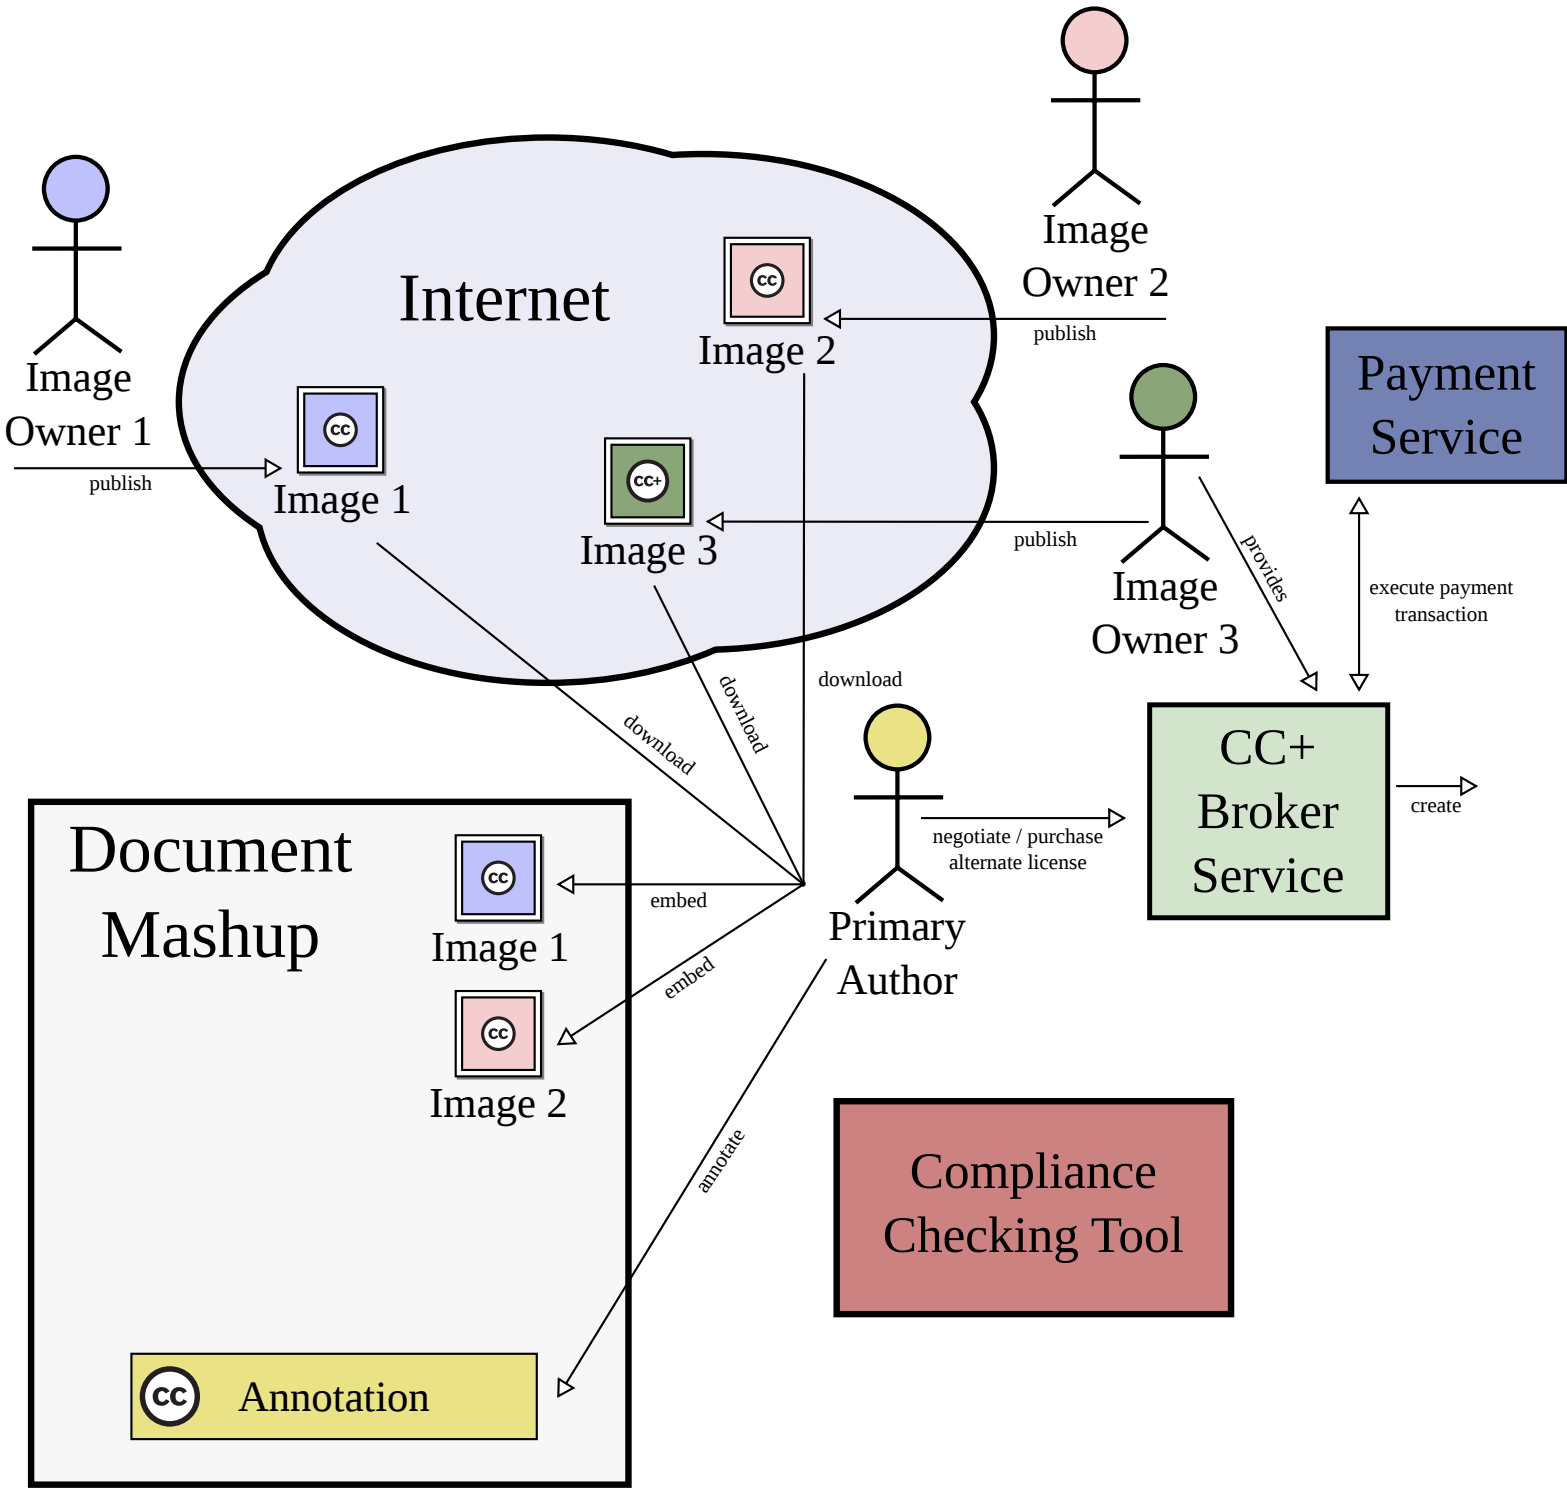 Image
Owner 2
publish
Internet
CC
Image 2
Image
Owner 1
publish
CC
Image 1
CC+
Image 3
publish
Image
Owner 3
provides
Payment
Service
execute payment
transaction
download
download
download
CC+
Broker
Service
create
negotiate / purchase
alternate license
Primary
Author
Document
Mashup
CC
Image 1
embed
CC
Image 2
embed
annotate
Compliance
Checking Tool
CC
Annotation